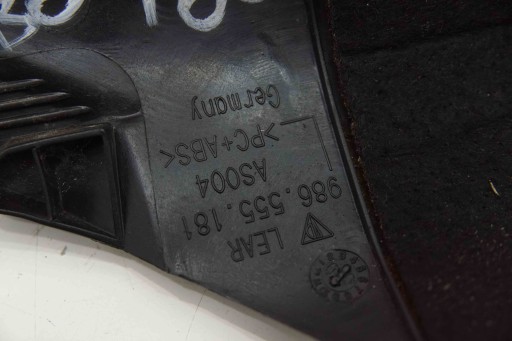 LEAR
986.555.181
AS004
>PC+ABS<
Germany